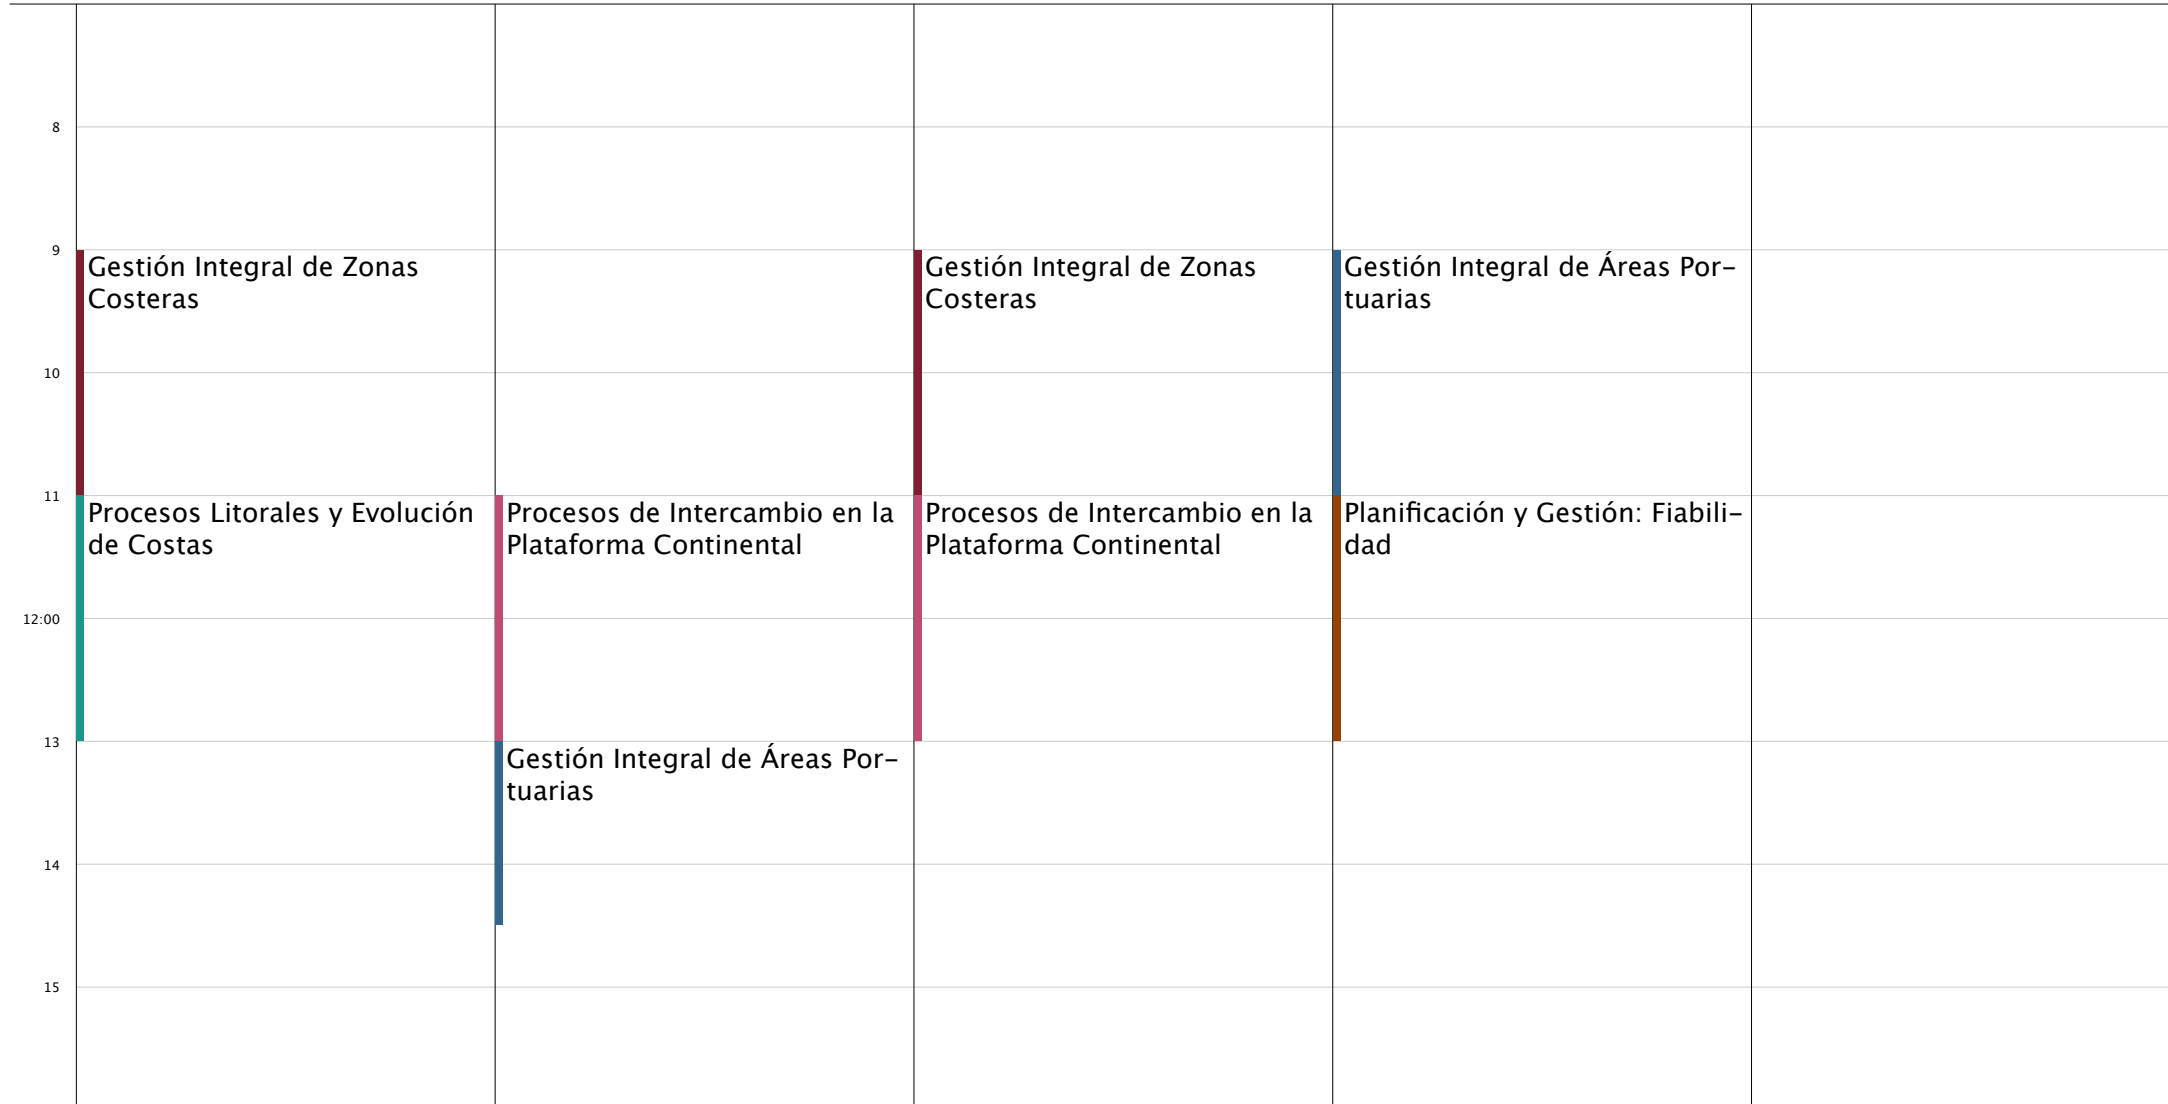 8
9
Gestión Integral de Zonas
Costeras
Gestión Integral de Zonas
Costeras
Gestión Integral de Áreas Por-
tuarias
10
11
Procesos Litorales y Evolución
de Costas
Procesos de Intercambio en la
Plataforma Continental
Procesos de Intercambio en la
Plataforma Continental
Planificación y Gestión: Fiabili-
dad
12:00
13
Gestión Integral de Áreas Por-
tuarias
14
15